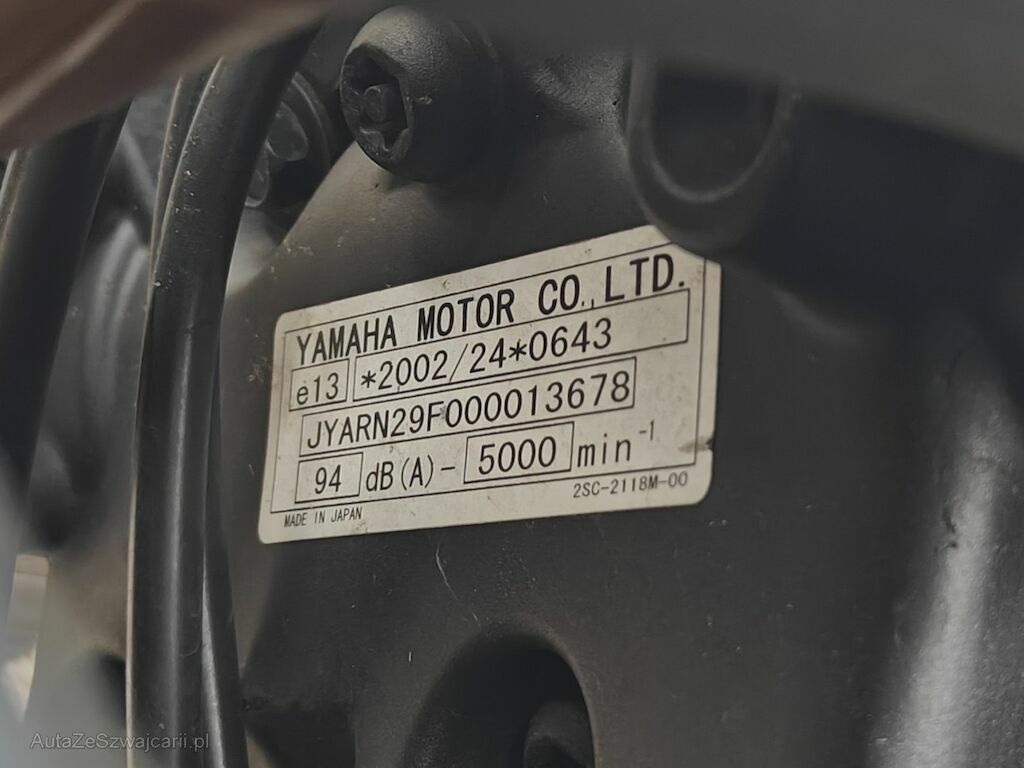 YAMAHA MOTOR CO.,LTD.
e13 *2002/24*0643
JYARN29F000013678
94 dB(A)- 5000 min-1
2SC-2118M-00
MADE IN JAPAN
AutaZeSzwajcarii.pl